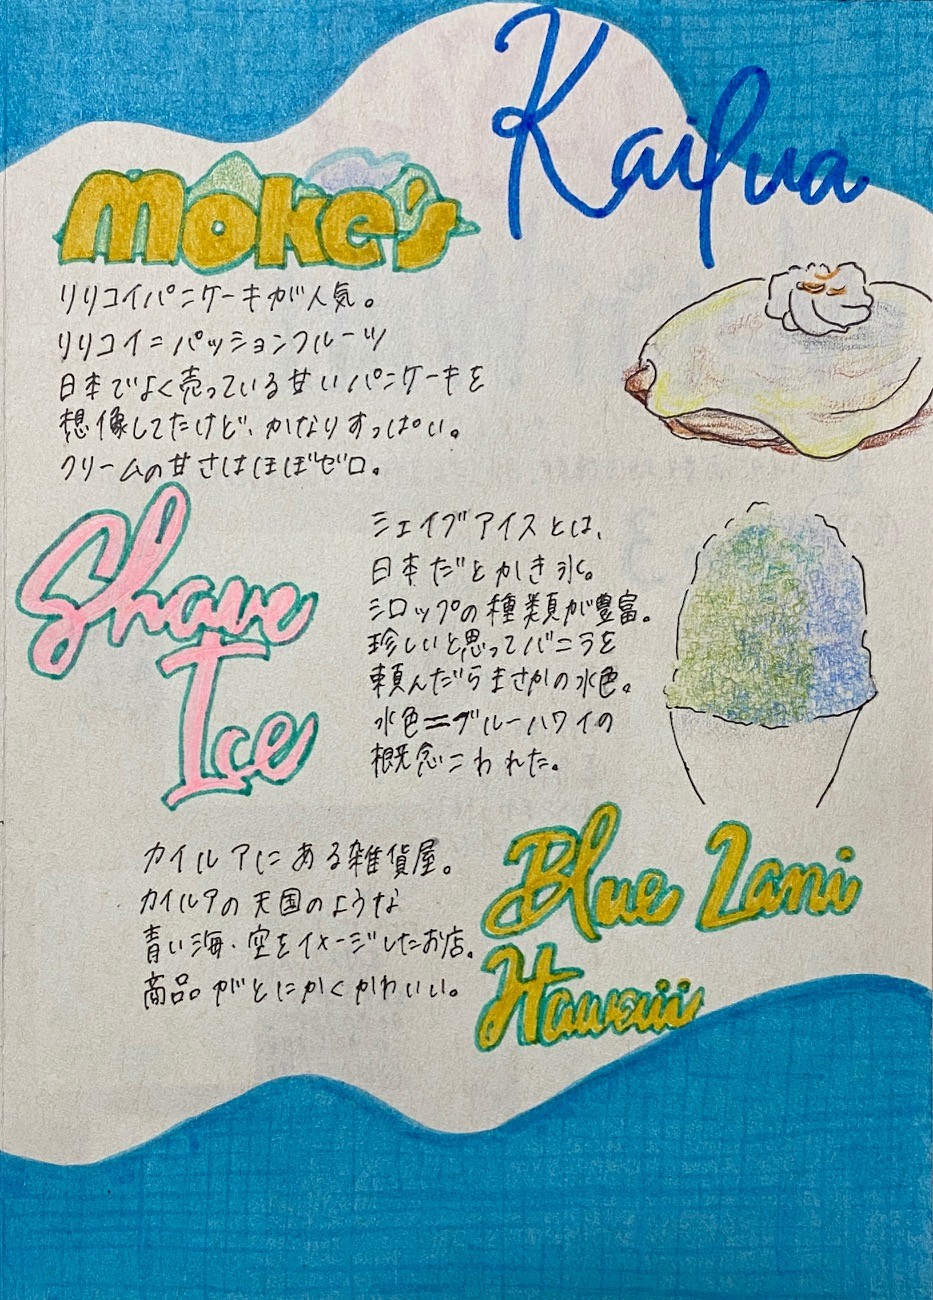 Kailua
Moke's
リリコイパンケーキが人気。
リリコイ=パッションフルーツ
日本でよく売っている甘いパンケーキを
想像してたけど、かなりすっぱい。
クリームの甘さはほぼゼロ。
Shave
Ice
シェイブアイスとは、
日本だとかき氷。
シロップの種類が豊富。
珍しいと思ってバニラを
頼んだらまさかの水色。
水色=ブルーハワイの
概念こわれた。
Blue Lani
Hawaii
カイルアにある雑貨屋。
カイルアの天国のような
青い海・空をイメージしたお店。
商品がとにかくかわいい。